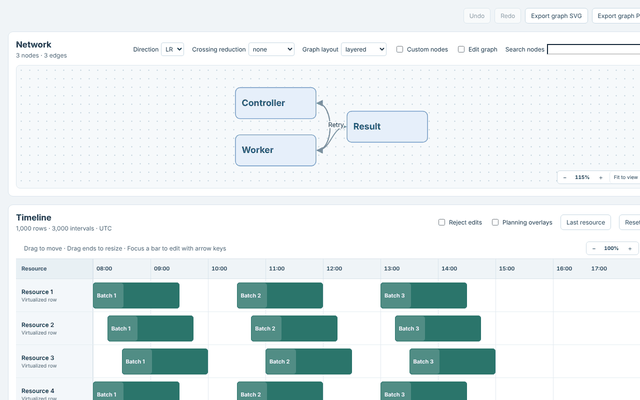 Undo Redo Export graph SVG Export graph P
Network
3 nodes · 3 edges
Direction LR Crossing reduction none Graph layout layered Custom nodes Edit graph Search nodes
Controller
Retry
Result
Worker
− 115% + Fit to view
Timeline
1,000 rows · 3,000 intervals · UTC
Reject edits Planning overlays Last resource Reset
Drag to move · Drag ends to resize · Focus a bar to edit with arrow keys
− 100% +
Resource 08:00 09:00 10:00 11:00 12:00 13:00 14:00 15:00 16:00 17:00
Resource 1
Virtualized row
Batch 1 Batch 2 Batch 3
Resource 2
Virtualized row
Batch 1 Batch 2 Batch 3
Resource 3
Virtualized row
Batch 1 Batch 2 Batch 3
Resource 4
Batch 1 Batch 2 Batch 3